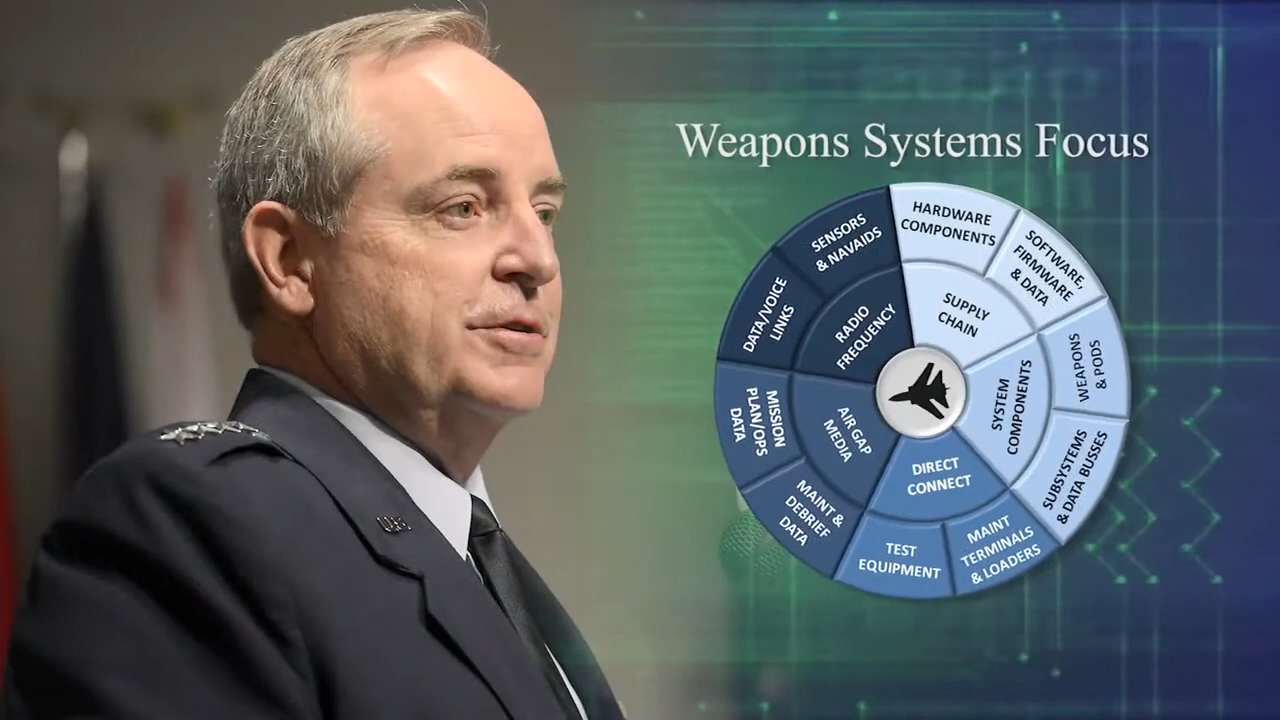 Weapons Systems Focus
HARDWARE
COMPONENTS
SOFTWARE,
FIRMWARE
& DATA
WEAPONS
& PODS
SUBSYSTEMS
& DATA BUSSES
MAINT
TERMINALS
& LOADERS
TEST
EQUIPMENT
MAINT &
DEBRIEF
DATA
MISSION
PLAN/OPS
DATA
DATA/VOICE
LINKS
SENSORS
& NAVAIDS
SUPPLY
CHAIN
SYSTEM
COMPONENTS
DIRECT
CONNECT
AIR GAP
MEDIA
RADIO
FREQUENCY
U.S.